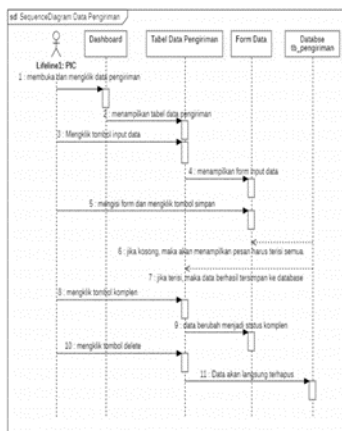 sd SequenceDiagram Data Pengiriman
Dashboard
Tabel Data Pengiriman
Form Data
Databse
tb_pengiriman
Lifeline1: PIC
1 : membuka dan mengklik data pengiriman
2 : menampilkan tabel data pengiriman
3 : Mengklik tombol input data
4 : menampilkan form input data
5 : mengisi form dan mengklik tombol simpan
6 : jika kosong, maka akan menampilkan pesan harus terisi semua.
7 : jika terisi, maka data berhasil tersimpan ke database
8 : mengklik tombol komplen
9 : data berubah menjadi status komplen
10 : mengklik tombol delete
11 : Data akan langsung terhapus